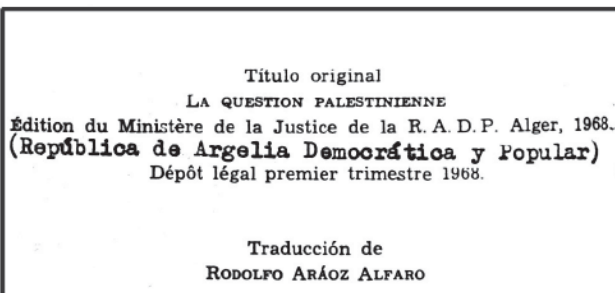 Título original
LA QUESTION PALESTINIENNE
Édition du Ministère de la Justice de la R. A. D. P. Alger, 1968.
(República de Argelia Democrática y Popular)
Dépôt légal premier trimestre 1968.
Traducción de
RODOLFO ARÁOZ ALFARO